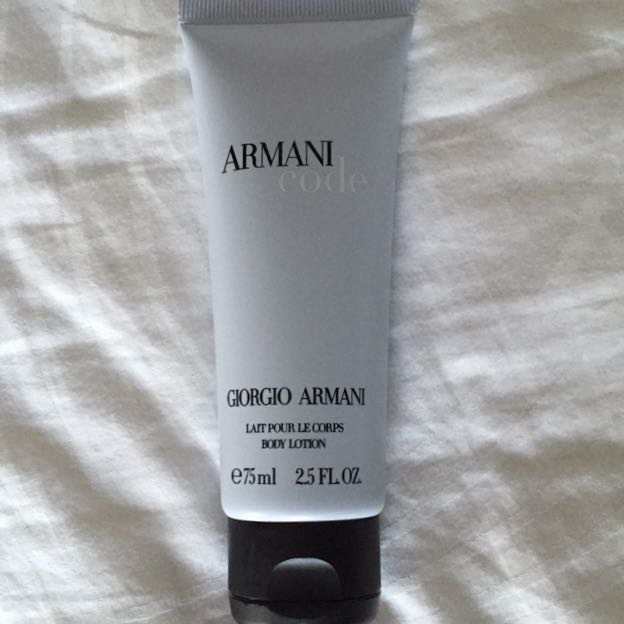 ARMANI
code
GIORGIO ARMANI
LAIT POUR LE CORPS
BODY LOTION
℮75ml 2.5 FL.OZ.